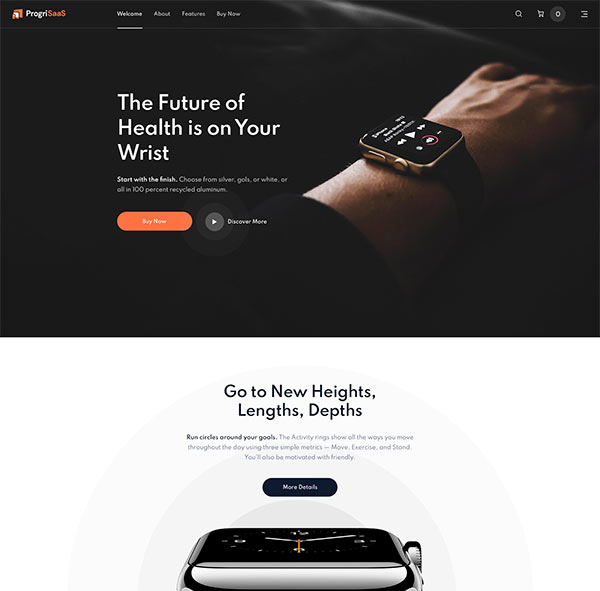 ProgriSaaS
Welcome About Features Buy Now
0
The Future of
Health is on Your
Wrist
Start with the finish. Choose from silver, gols, or white, or
all in 100 percent recycled aluminum.
Buy Now
Discover More
Go to New Heights,
Lengths, Depths
Run circles around your goals. The Activity rings show all the ways you move
throughout the day using three simple metrics — Move, Exercise, and Stand.
You'll also be motivated with friendly.
More Details